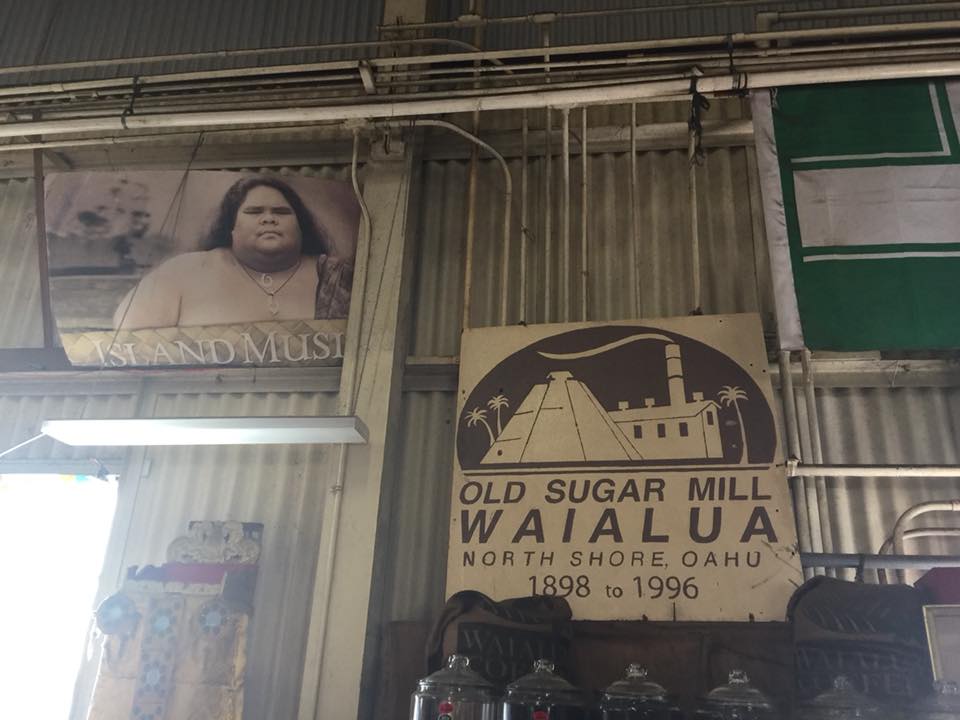 ISLAND MUSI
OLD SUGAR MILL
WAIALUA
NORTH SHORE, OAHU
1898 to 1996